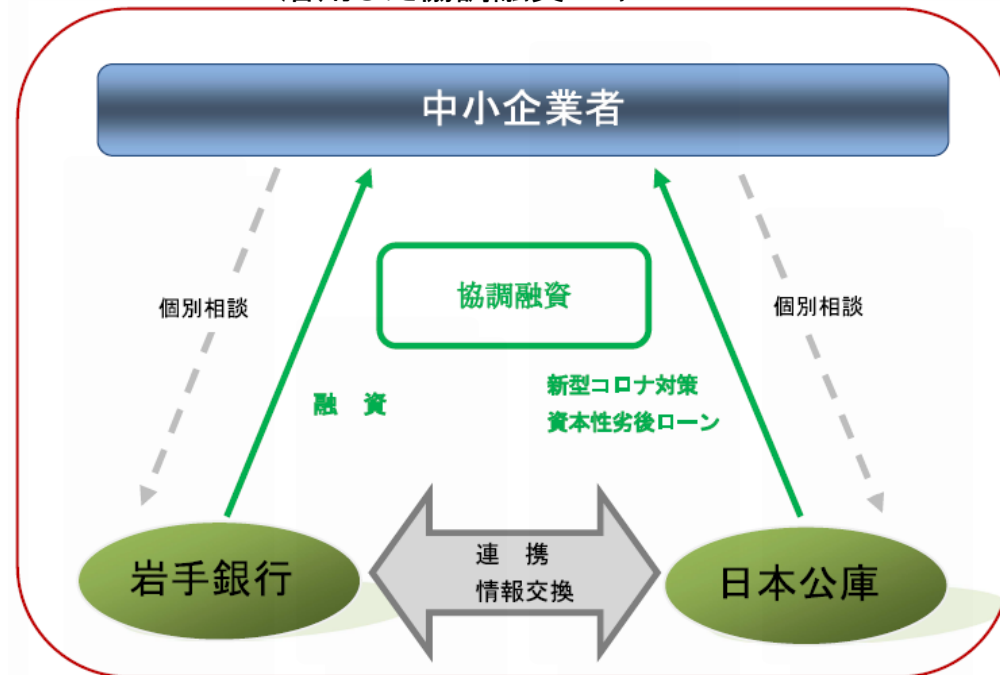 中小企業者
協調融資
個別相談
個別相談
融　資
新型コロナ対策
資本性劣後ローン
連　携
情報交換
岩手銀行
日本公庫